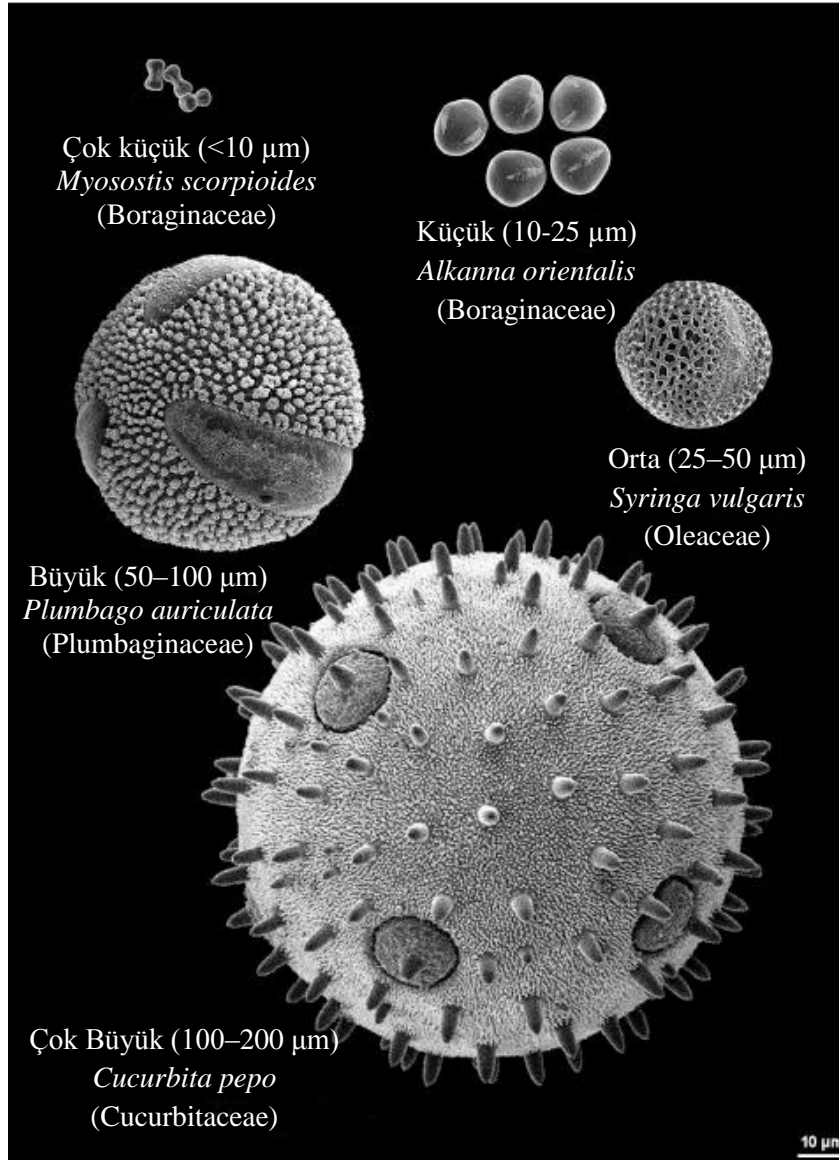 Çok küçük (<10 µm)
Myosostis scorpioides
(Boraginaceae)
Küçük (10-25 µm)
Alkanna orientalis
(Boraginaceae)
Orta (25–50 µm)
Syringa vulgaris
(Oleaceae)
Büyük (50–100 µm)
Plumbago auriculata
(Plumbaginaceae)
Çok Büyük (100–200 µm)
Cucurbita pepo
(Cucurbitaceae)
10 µm